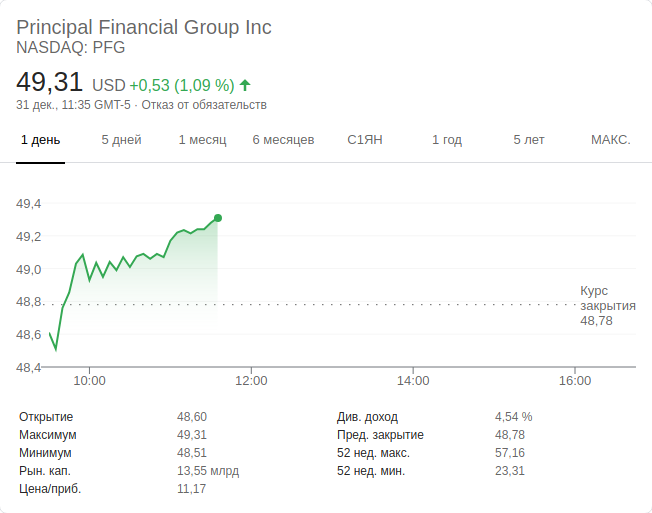 Principal Financial Group Inc
NASDAQ: PFG
49,31 USD +0,53 (1,09 %)
31 дек., 11:35 GMT-5 · Отказ от обязательств
1 день 5 дней 1 месяц 6 месяцев С1ЯН 1 год 5 лет МАКС.
49,4
49,2
49,0
48,8
48,6
48,4
Курс
закрытия
48,78
10:00 12:00 14:00 16:00
Открытие 48,60 Див. доход 4,54 %
Максимум 49,31 Пред. закрытие 48,78
Минимум 48,51 52 нед. макс. 57,16
Рын. кап. 13,55 млрд 52 нед. мин. 23,31
Цена/приб. 11,17